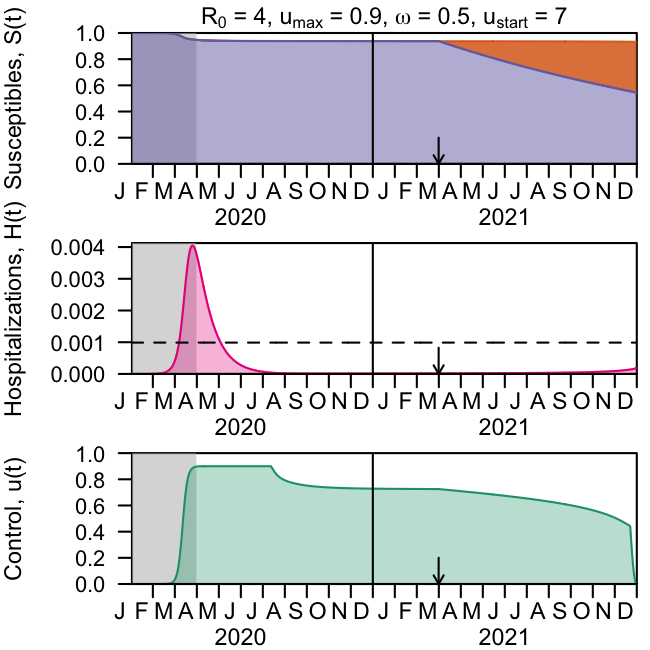 R₀ = 4, uₘₐₓ = 0.9, ω = 0.5, uₛₜₐᵣₜ = 7
Susceptibles, S(t)
1.0
0.8
0.6
0.4
0.2
0.0
J F M A M J J A S O N D J F M A M J J A S O N D
2020 2021
Hospitalizations, H(t)
0.004
0.003
0.002
0.001
0.000
J F M A M J J A S O N D J F M A M J J A S O N D
2020 2021
Control, u(t)
1.0
0.8
0.6
0.4
0.2
0.0
J F M A M J J A S O N D J F M A M J J A S O N D
2020 2021